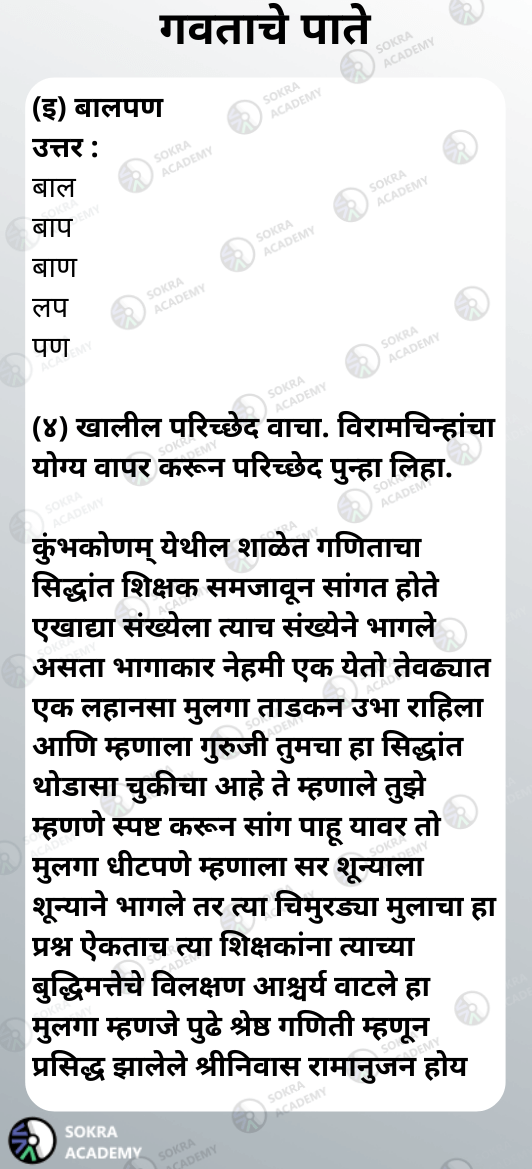 गवताचे पाते
(इ) बालपण
उत्तर :
बाल
बाप
बाण
लप
पण
(४) खालील परिच्छेद वाचा. विरामचिन्हांचा
योग्य वापर करून परिच्छेद पुन्हा लिहा.
कुंभकोणम् येथील शाळेत गणिताचा
सिद्धांत शिक्षक समजावून सांगत होते
एखाद्या संख्येला त्याच संख्येने भागले
असता भागाकार नेहमी एक येतो तेवढ्यात
एक लहानसा मुलगा ताडकन उभा राहिला
आणि म्हणाला गुरुजी तुमचा हा सिद्धांत
थोडासा चुकीचा आहे ते म्हणाले तुझे
म्हणणे स्पष्ट करून सांग पाहू यावर तो
मुलगा धीटपणे म्हणाला सर शून्याला
शून्याने भागले तर त्या चिमुरड्या मुलाचा हा
प्रश्न ऐकताच त्या शिक्षकांना त्याच्या
बुद्धिमत्तेचे विलक्षण आश्चर्य वाटले हा
मुलगा म्हणजे पुढे श्रेष्ठ गणिती म्हणून
प्रसिद्ध झालेले श्रीनिवास रामानुजन होय
SOKRA
ACADEMY